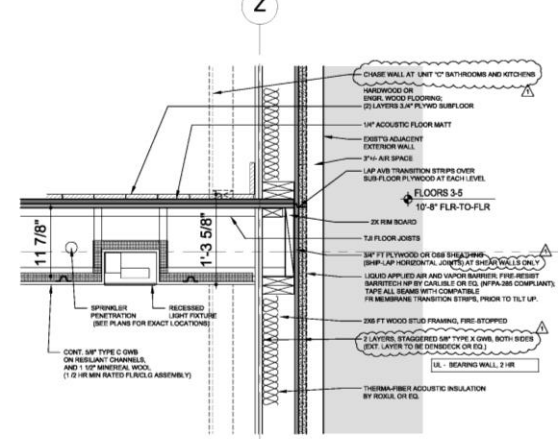 2
CHASE WALL AT UNIT "C" BATHROOMS AND KITCHENS
HARDWOOD OR
ENGR. WOOD FLOORING;
(2) LAYERS 3/4" PLYWD SUBFLOOR
1/4" ACOUSTIC FLOOR MATT
EXIST'G ADJACENT
EXTERIOR WALL
3"+/- AIR SPACE
LAP AVB TRANSITION STRIPS OVER
SUB-FLOOR PLYWOOD AT EACH LEVEL
FLOORS 3-5
10'-8" FLR-TO-FLR
2X RIM BOARD
TJI FLOOR JOISTS
3/4" FT PLYWOOD OR OSB SHEATHING
(SHIP-LAP HORIZONTAL JOINTS) AT SHEAR WALLS ONLY
LIQUID APPLIED AIR AND VAPOR BARRIER, FIRE-RESIST
BARRITECH NP BY CARLISLE OR EQ. (NFPA-285 COMPLIANT);
TAPE ALL SEAMS WITH COMPATIBLE
FR MEMBRANE TRANSITION STRIPS, PRIOR TO TILT UP.
2X6 FT WOOD STUD FRAMING, FIRE-STOPPED
2 LAYERS, STAGGERED 5/8" TYPE X GWB, BOTH SIDES
(EXT. LAYER TO BE DENSDECK OR EQ.)
UL - BEARING WALL, 2 HR
THERMA-FIBER ACOUSTIC INSULATION
BY ROXUL OR EQ.
11 7/8"
1'-3 5/8"
SPRINKLER
PENETRATION
(SEE PLANS FOR EXACT LOCATIONS)
RECESSED
LIGHT FIXTURE
CONT. 5/8" TYPE C GWB
ON RESILIANT CHANNELS,
AND 1 1/2" MINEREAL WOOL
(1 /2 HR MIN RATED FLR/CLG ASSEMBLY)